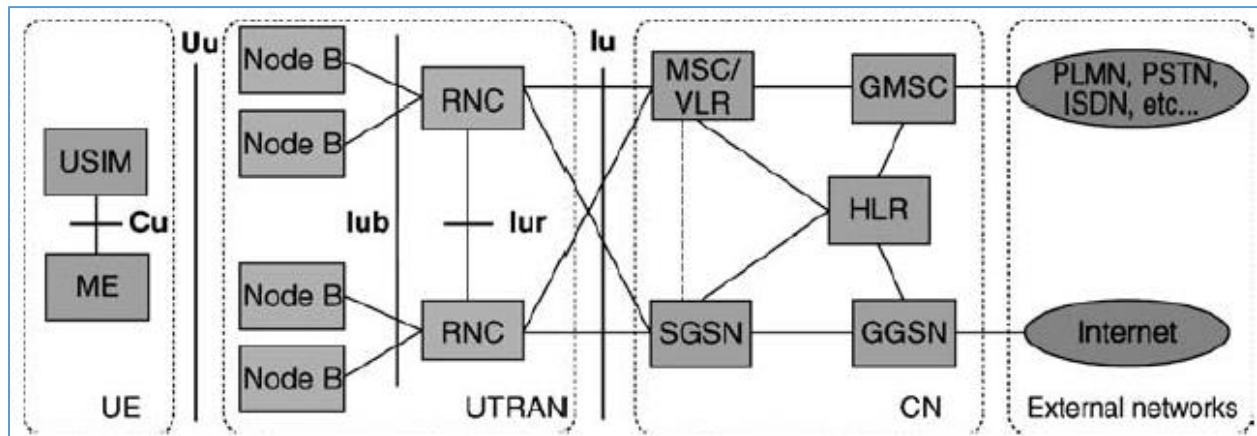 Uu
Iu
Node B
Node B
RNC
MSC/
VLR
GMSC
PLMN, PSTN,
ISDN, etc...
USIM
Cu
ME
Iub
Iur
HLR
Node B
Node B
RNC
SGSN
GGSN
Internet
UE
UTRAN
CN
External networks